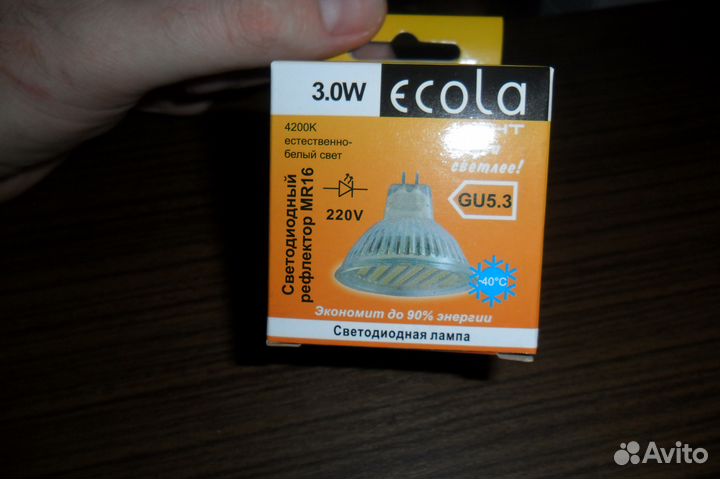 3.0W
Ecola
4200K
естественно-
белый свет
светлее!
Светодиодный
рефлектор MR16
220V
GU5.3
-40°C
Экономит до 90% энергии
Светодиодная лампа
Avito